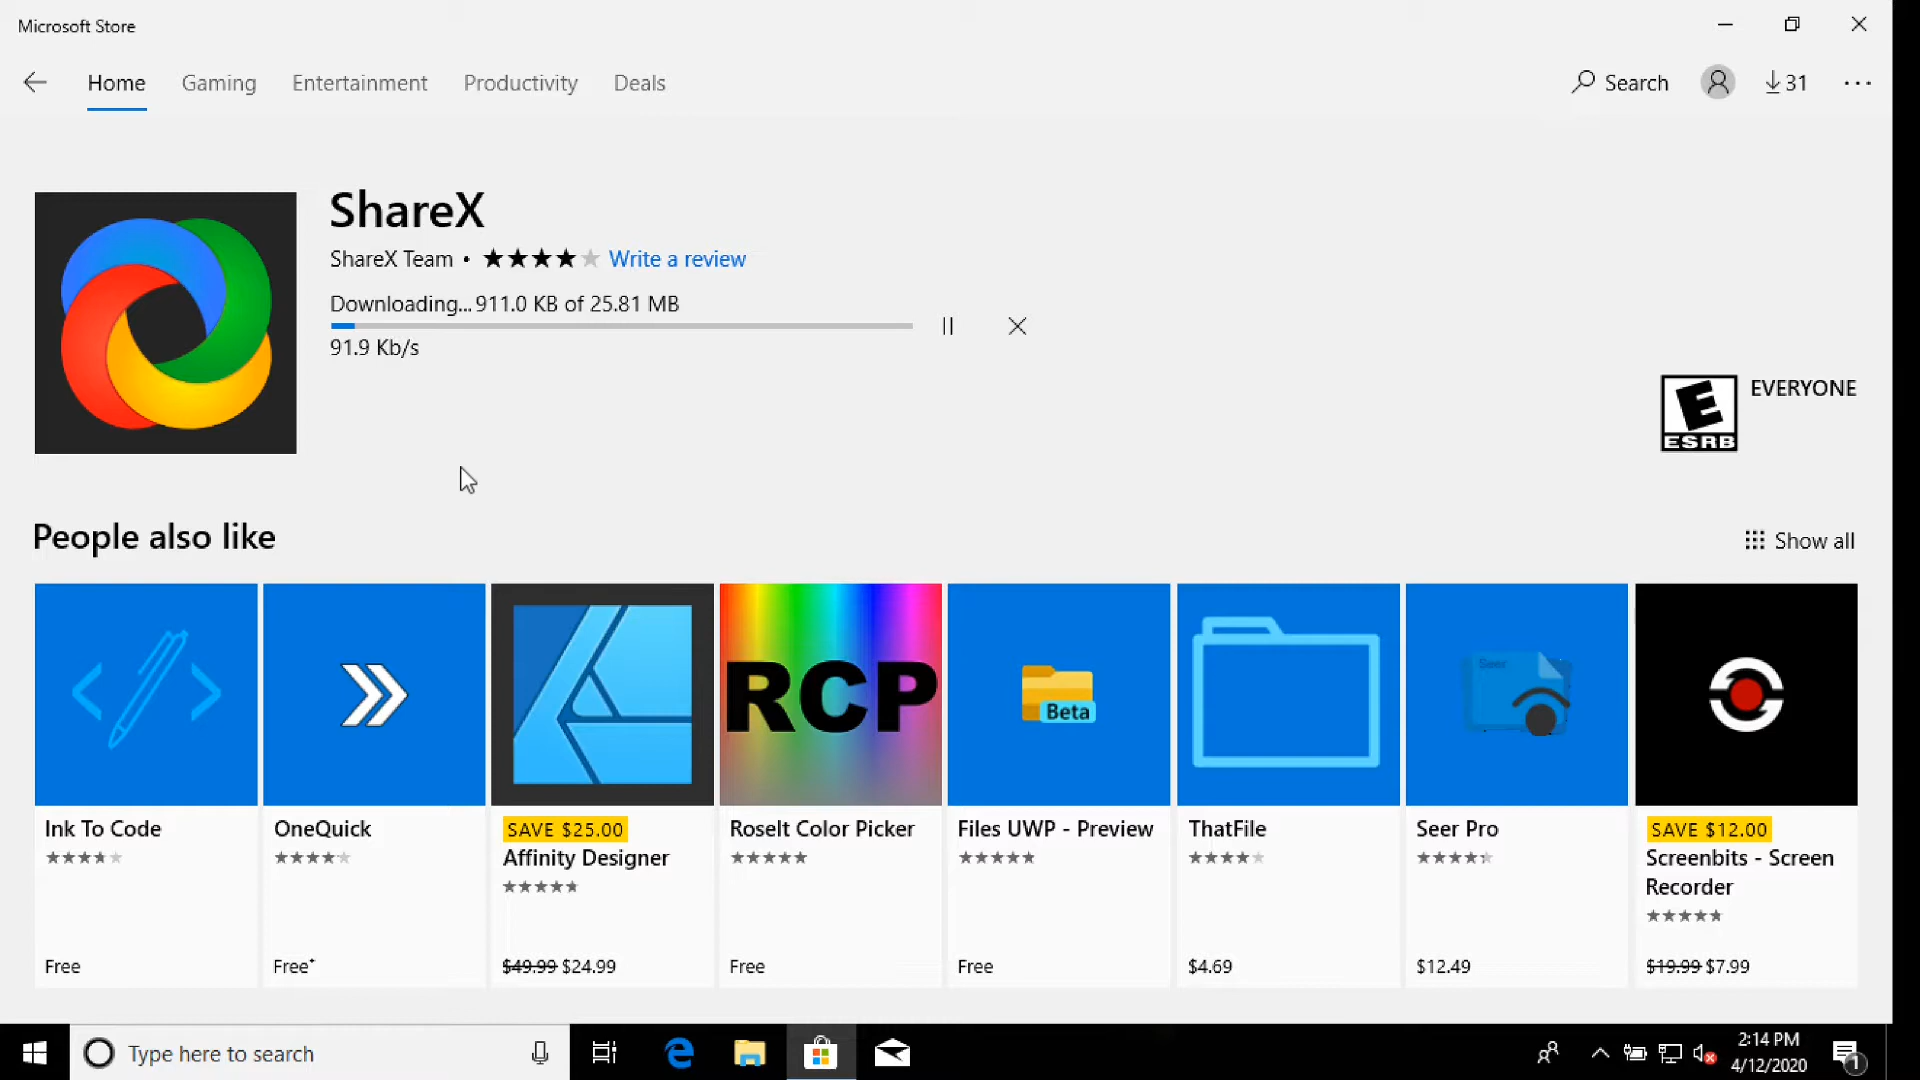 Microsoft Store
Home Gaming Entertainment Productivity Deals Search 31
ShareX
ShareX Team • Write a review
Downloading... 911.0 KB of 25.81 MB
91.9 Kb/s
E EVERYONE
ESRB
People also like Show all
RCP
Beta
Seer
Ink To Code
Free
OneQuick
Free*
SAVE $25.00
Affinity Designer
$49.99 $24.99
RoseIt Color Picker
Free
Files UWP - Preview
Free
ThatFile
$4.69
Seer Pro
$12.49
SAVE $12.00
Screenbits - Screen
Recorder
$19.99 $7.99
Type here to search
2:14 PM
4/12/2020
1